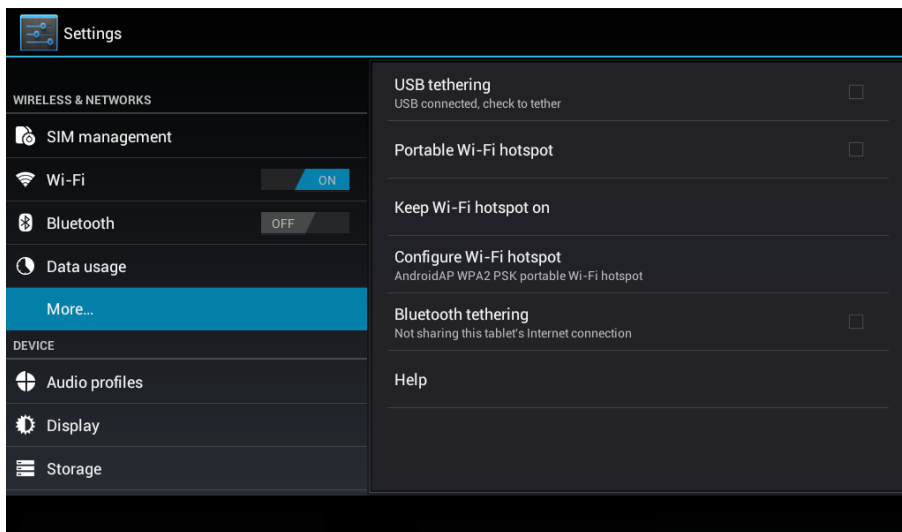 Settings
WIRELESS & NETWORKS
SIM management
Wi-Fi
ON
Bluetooth
OFF
Data usage
More...
DEVICE
Audio profiles
Display
Storage
USB tethering
USB connected, check to tether
Portable Wi-Fi hotspot
Keep Wi-Fi hotspot on
Configure Wi-Fi hotspot
AndroidAP WPA2 PSK portable Wi-Fi hotspot
Bluetooth tethering
Not sharing this tablet's Internet connection
Help